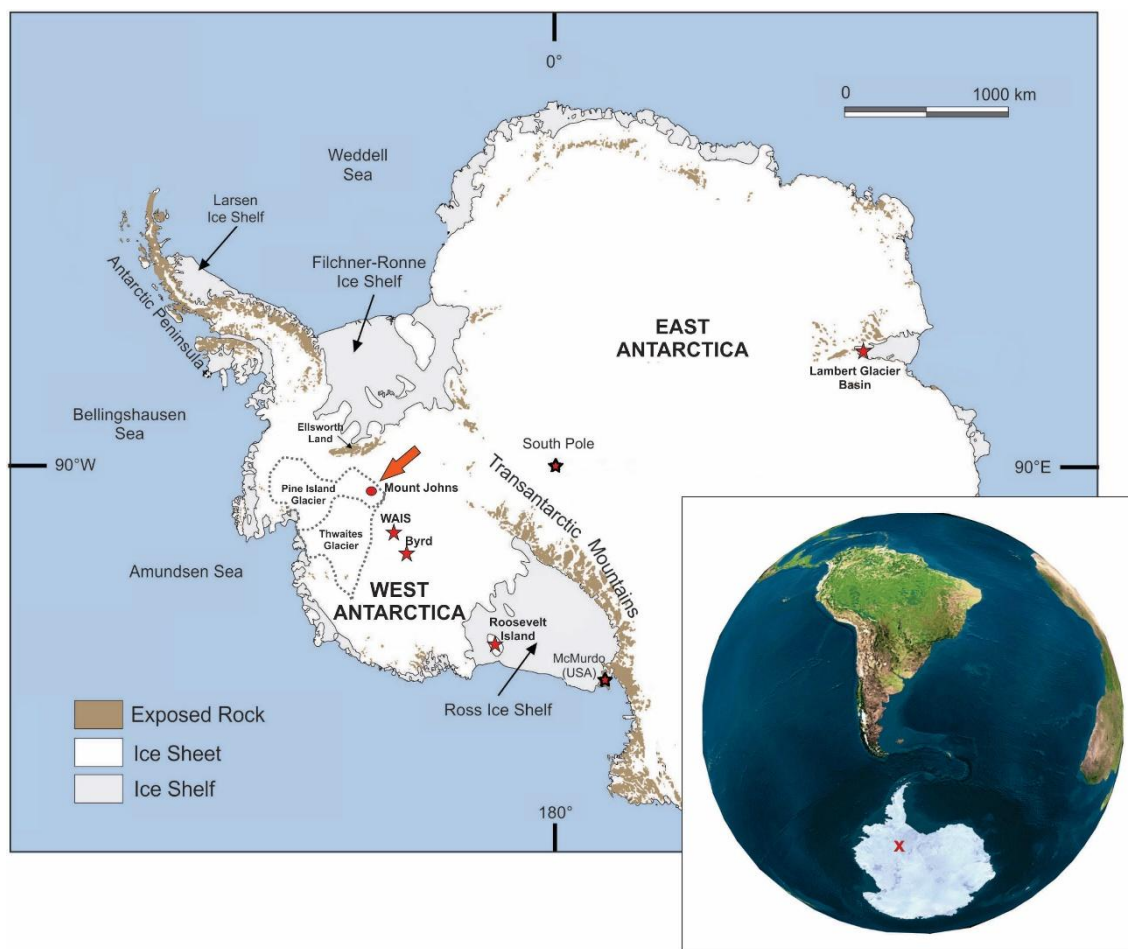 0°
0 1000 km
Weddell
Sea
Larsen
Ice Shelf
Filchner-Ronne
Ice Shelf
Antarctic Peninsula
EAST
ANTARCTICA
Lambert Glacier
Basin
Bellingshausen
Sea
Ellsworth
Land
South Pole
90°W
90°E
Pine Island
Glacier
Mount Johns
Transantarctic Mountains
WAIS
Thwaites
Glacier
Byrd
Amundsen Sea
WEST
ANTARCTICA
Roosevelt
Island
McMurdo
(USA)
Ross Ice Shelf
Exposed Rock
Ice Sheet
Ice Shelf
180°
X